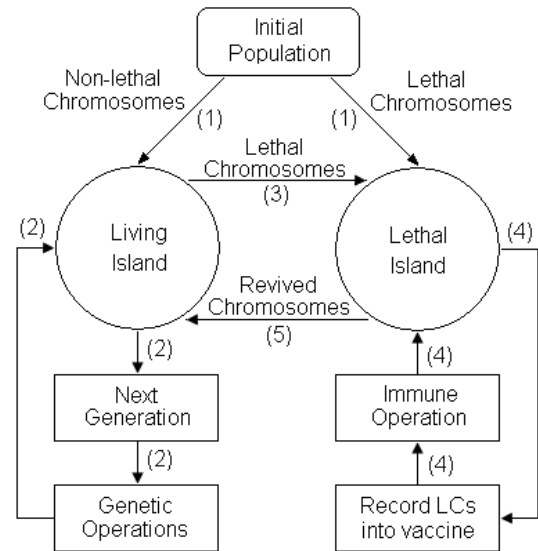 Initial
Population
Non-lethal
Chromosomes
Lethal
Chromosomes
(1)
(1)
Lethal
Chromosomes
(3)
(2)
Living
Island
Lethal
Island
(4)
Revived
Chromosomes
(5)
(2)
(4)
Next
Generation
Immune
Operation
(2)
(4)
Genetic
Operations
Record LCs
into vaccine